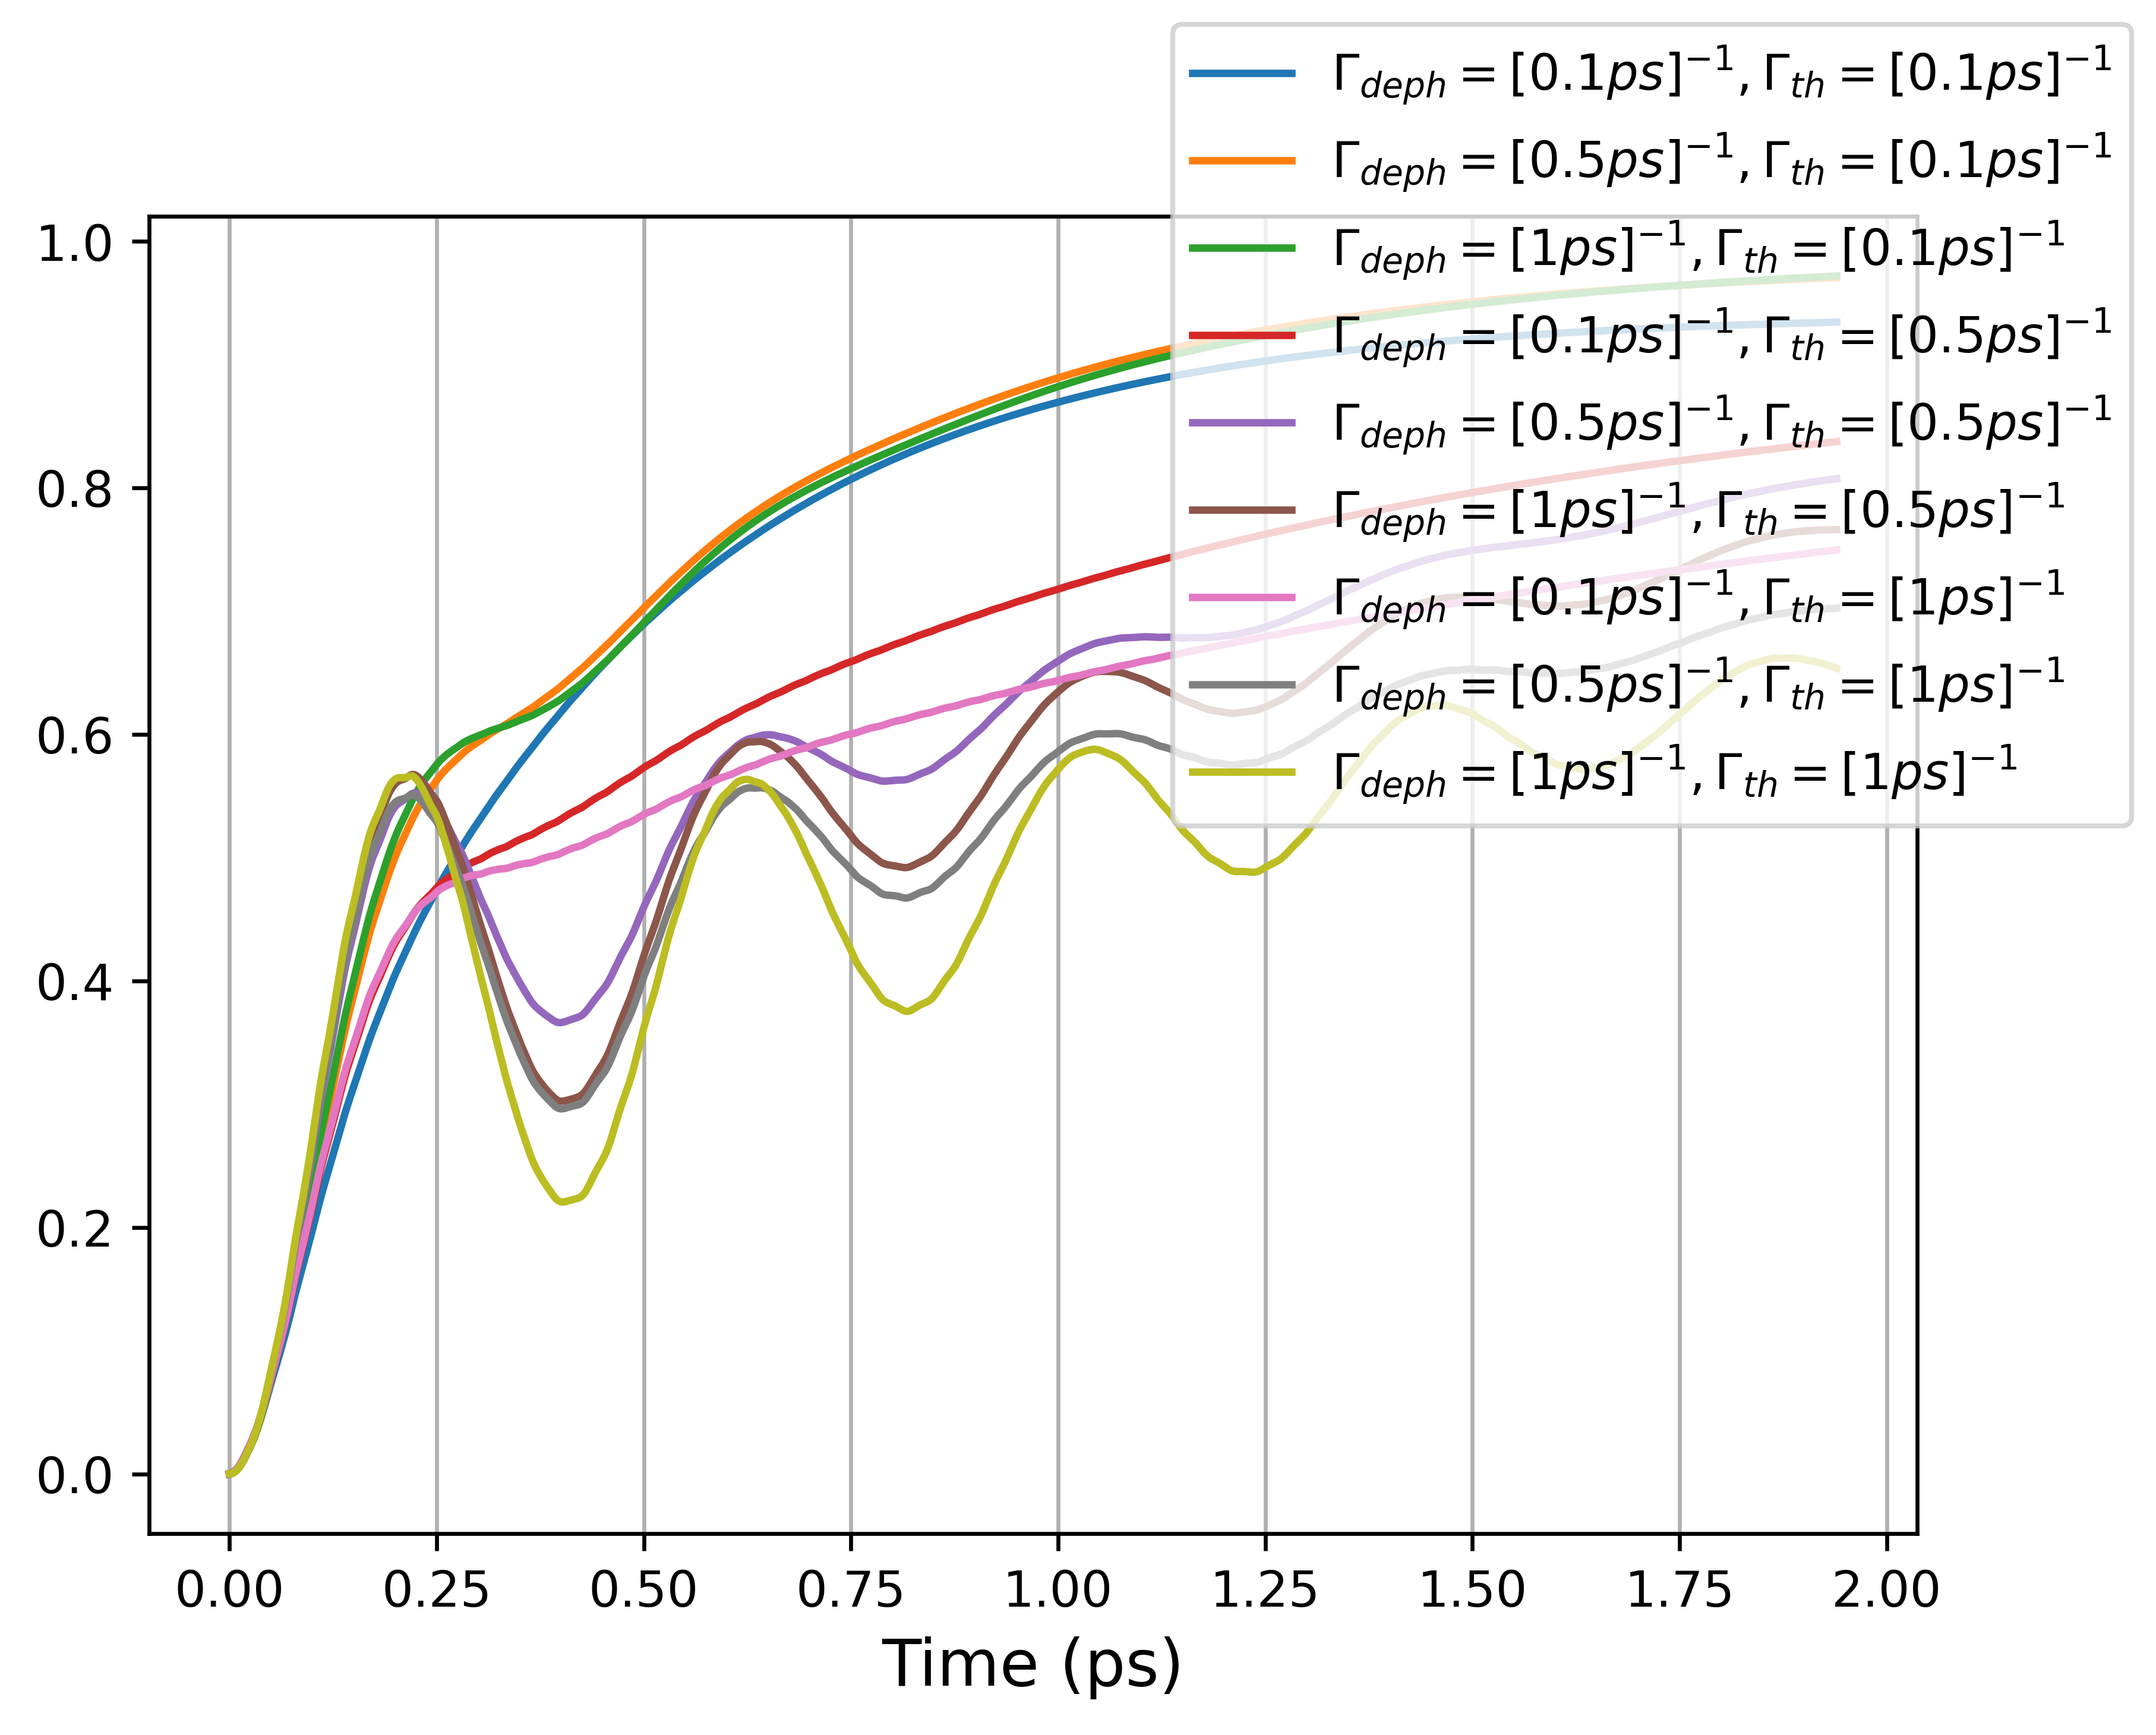 Γ_deph = [0.1ps]⁻¹, Γ_th = [0.1ps]⁻¹
Γ_deph = [0.5ps]⁻¹, Γ_th = [0.1ps]⁻¹
Γ_deph = [1ps]⁻¹, Γ_th = [0.1ps]⁻¹
Γ_deph = [0.1ps]⁻¹, Γ_th = [0.5ps]⁻¹
Γ_deph = [0.5ps]⁻¹, Γ_th = [0.5ps]⁻¹
Γ_deph = [1ps]⁻¹, Γ_th = [0.5ps]⁻¹
Γ_deph = [0.1ps]⁻¹, Γ_th = [1ps]⁻¹
Γ_deph = [0.5ps]⁻¹, Γ_th = [1ps]⁻¹
Γ_deph = [1ps]⁻¹, Γ_th = [1ps]⁻¹
1.0
0.8
0.6
0.4
0.2
0.0
0.00 0.25 0.50 0.75 1.00 1.25 1.50 1.75 2.00
Time (ps)